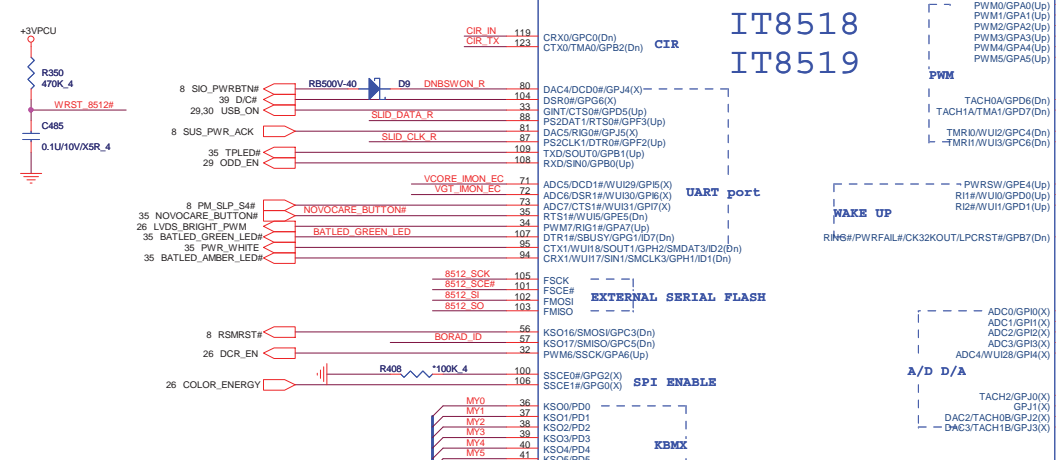 IT8518
IT8519
+3VPCU
R350
470K_4
WRST_8512#
C485
0.1U/10V/X5R_4
CIR_IN 119 CRX0/GPC0(Dn)
CIR_TX 123 CTX0/TMA0/GPB2(Dn)
CIR
8 SIO_PWRBTN# RB500V-40 D9 DNBSWON_R 80 DAC4/DCD0#/GPJ4(X)
39 D/C# 104 DSR0#/GPG6(X)
29,30 USB_ON 33 GINT/CTS0#/GPD5(Up)
SLID_DATA_R 88 PS2DAT1/RTS0#/GPF3(Up)
8 SUS_PWR_ACK 81 DAC5/RIG0#/GPJ5(X)
SLID_CLK_R 87 PS2CLK1/DTR0#/GPF2(Up)
35 TPLED# 109 TXD/SOUT0/GPB1(Up)
29 ODD_EN 108 RXD/SIN0/GPB0(Up)
VCORE_IMON_EC 71 ADC5/DCD1#/WUI29/GPI5(X)
VGT_IMON_EC 72 ADC6/DSR1#/WUI30/GPI6(X)
UART port
8 PM_SLP_S4# 73 ADC7/CTS1#/WUI31/GPI7(X)
35 NOVOCARE_BUTTON# NOVOCARE_BUTTON# 35 RTS1#/WUI5/GPE5(Dn)
26 LVDS_BRIGHT_PWM 34 PWM7/RIG1#/GPA7(Up)
35 BATLED_GREEN_LED# BATLED_GREEN_LED 107 DTR1#/SBUSY/GPG1/ID7(Dn)
35 PWR_WHITE 95 CTX1/WUI18/SOUT1/GPH2/SMDAT3/ID2(Dn)
35 BATLED_AMBER_LED# 94 CRX1/WUI17/SIN1/SMCLK3/GPH1/ID1(Dn)
8512_SCK 105 FSCK
8512_SCE# 101 FSCE#
8512_SI 102 FMOSI
8512_SO 103 FMISO
EXTERNAL SERIAL FLASH
8 RSMRST# 56 KSO16/SMOSI/GPC3(Dn)
BORAD_ID 57 KSO17/SMISO/GPC5(Dn)
26 DCR_EN 32 PWM6/SSCK/GPA6(Up)
R408 *100K_4 100 SSCE0#/GPG2(X)
26 COLOR_ENERGY 106 SSCE1#/GPG0(X)
SPI ENABLE
MY0 36 KSO0/PD0
MY1 37 KSO1/PD1
MY2 38 KSO2/PD2
MY3 39 KSO3/PD3
MY4 40 KSO4/PD4
MY5 41 KSO5/PD5
KBMX
PWM0/GPA0(Up)
PWM1/GPA1(Up)
PWM2/GPA2(Up)
PWM3/GPA3(Up)
PWM4/GPA4(Up)
PWM5/GPA5(Up)
PWM
TACH0A/GPD6(Dn)
TACH1A/TMA1/GPD7(Dn)
TMRI0/WUI2/GPC4(Dn)
TMRI1/WUI3/GPC6(Dn)
PWRSW/GPE4(Up)
RI1#/WUI0/GPD0(Up)
RI2#/WUI1/GPD1(Up)
WAKE UP
RING#/PWRFAIL#/CK32KOUT/LPCRST#/GPB7(Dn)
ADC0/GPI0(X)
ADC1/GPI1(X)
ADC2/GPI2(X)
ADC3/GPI3(X)
ADC4/WUI28/GPI4(X)
A/D D/A
TACH2/GPJ0(X)
GPJ1(X)
DAC2/TACH0B/GPJ2(X)
DAC3/TACH1B/GPJ3(X)